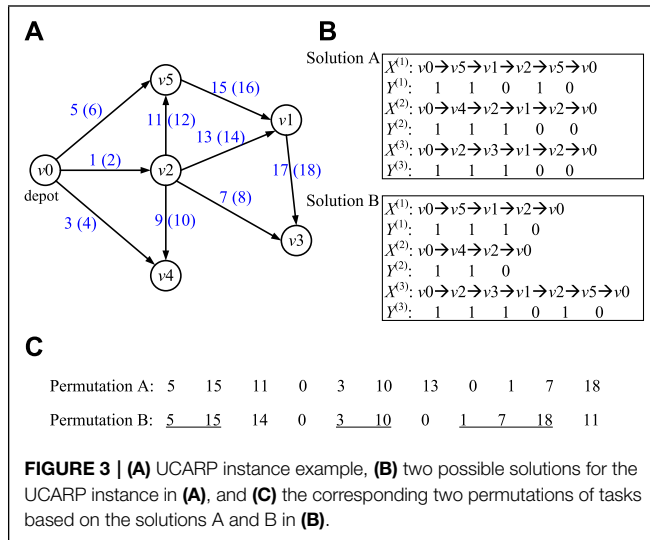 A
v5
15 (16)
5 (6)
11 (12)
v1
13 (14)
1 (2)
v0
v2
depot
17 (18)
7 (8)
3 (4)
9 (10)
v3
v4
B
Solution A
X(1): v0→v5→v1→v2→v5→v0
Y(1): 1 1 0 1 0
X(2): v0→v4→v2→v1→v2→v0
Y(2): 1 1 1 0 0
X(3): v0→v2→v3→v1→v2→v0
Y(3): 1 1 1 0 0
Solution B
X(1): v0→v5→v1→v2→v0
Y(1): 1 1 1 0
X(2): v0→v4→v2→v0
Y(2): 1 1 0
X(3): v0→v2→v3→v1→v2→v5→v0
Y(3): 1 1 1 0 1 0
C
Permutation A: 5 15 11 0 3 10 13 0 1 7 18
Permutation B: 5 15 14 0 3 10 0 1 7 18 11
FIGURE 3 | (A) UCARP instance example, (B) two possible solutions for the
UCARP instance in (A), and (C) the corresponding two permutations of tasks
based on the solutions A and B in (B).